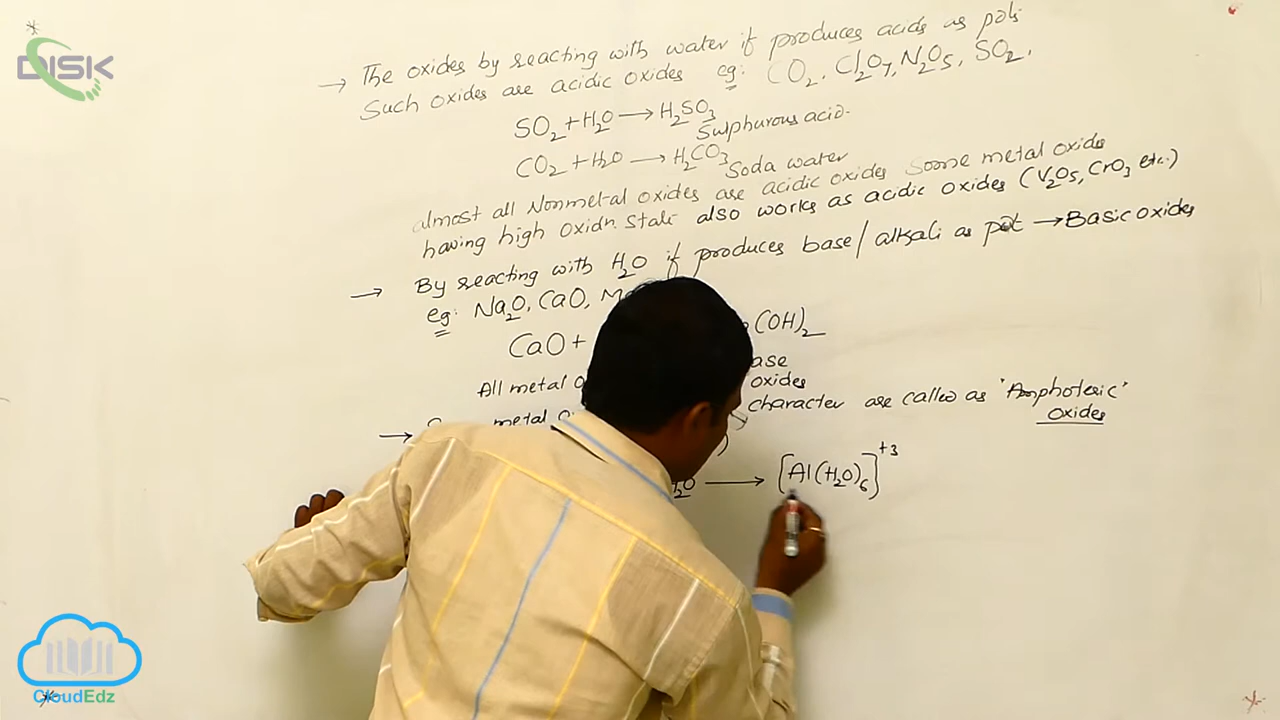 DISK
→ The oxides by reacting with water if produces acids as pdts
Such oxides are acidic oxides eg: CO2, Cl2O7, N2O5, SO2.
SO2 + H2O → H2SO3
Sulphurous acid.
CO2 + H2O → H2CO3
Soda water
almost all Nonmetal oxides are acidic oxides Some metal oxides
having high oxidn. state also works as acidic oxides (V2O5, CrO3 etc.)
→ By reacting with H2O if produces base/alkali as pdt → Basic oxides
eg: Na2O, CaO,
CaO + (OH)2
All metal oxides
→ metal character are called as 'Amphoteric'
oxides
H2O → [Al(H2O)6]+3
CloudEdz